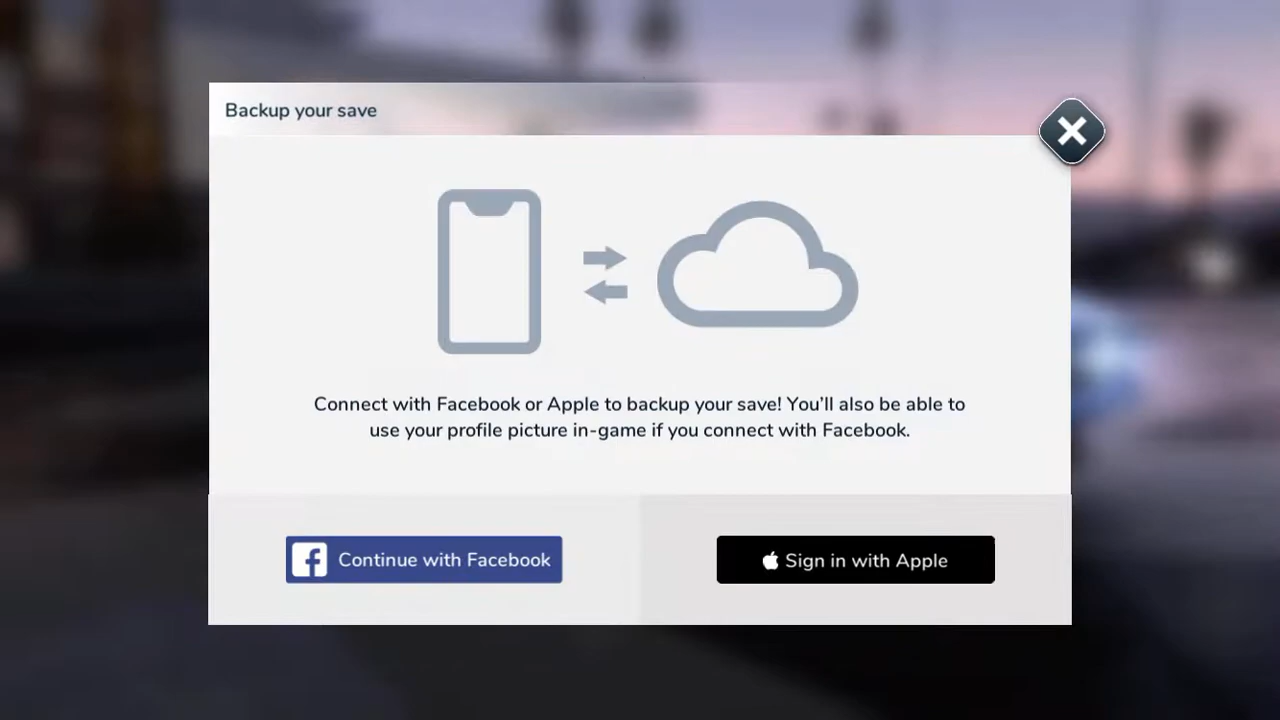 Backup your save
Connect with Facebook or Apple to backup your save! You’ll also be able to
use your profile picture in-game if you connect with Facebook.
Continue with Facebook
Sign in with Apple